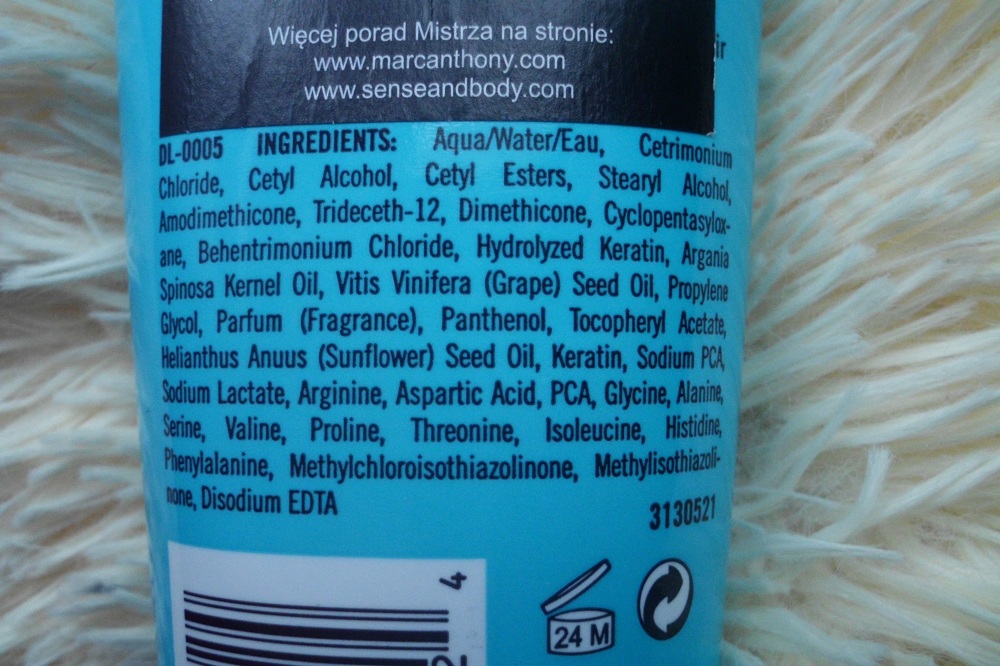 Więcej porad Mistrza na stronie:
www.marcanthony.com
www.senseandbody.com
DL-0005 INGREDIENTS: Aqua/Water/Eau, Cetrimonium
Chloride, Cetyl Alcohol, Cetyl Esters, Stearyl Alcohol,
Amodimethicone, Trideceth-12, Dimethicone, Cyclopentasylox-
ane, Behentrimonium Chloride, Hydrolyzed Keratin, Argania
Spinosa Kernel Oil, Vitis Vinifera (Grape) Seed Oil, Propylene
Glycol, Parfum (Fragrance), Panthenol, Tocopheryl Acetate,
Helianthus Anuus (Sunflower) Seed Oil, Keratin, Sodium PCA,
Sodium Lactate, Arginine, Aspartic Acid, PCA, Glycine, Alanine,
Serine, Valine, Proline, Threonine, Isoleucine, Histidine,
Phenylalanine, Methylchloroisothiazolinone, Methylisothiazoli-
none, Disodium EDTA
3130521
4
24 M